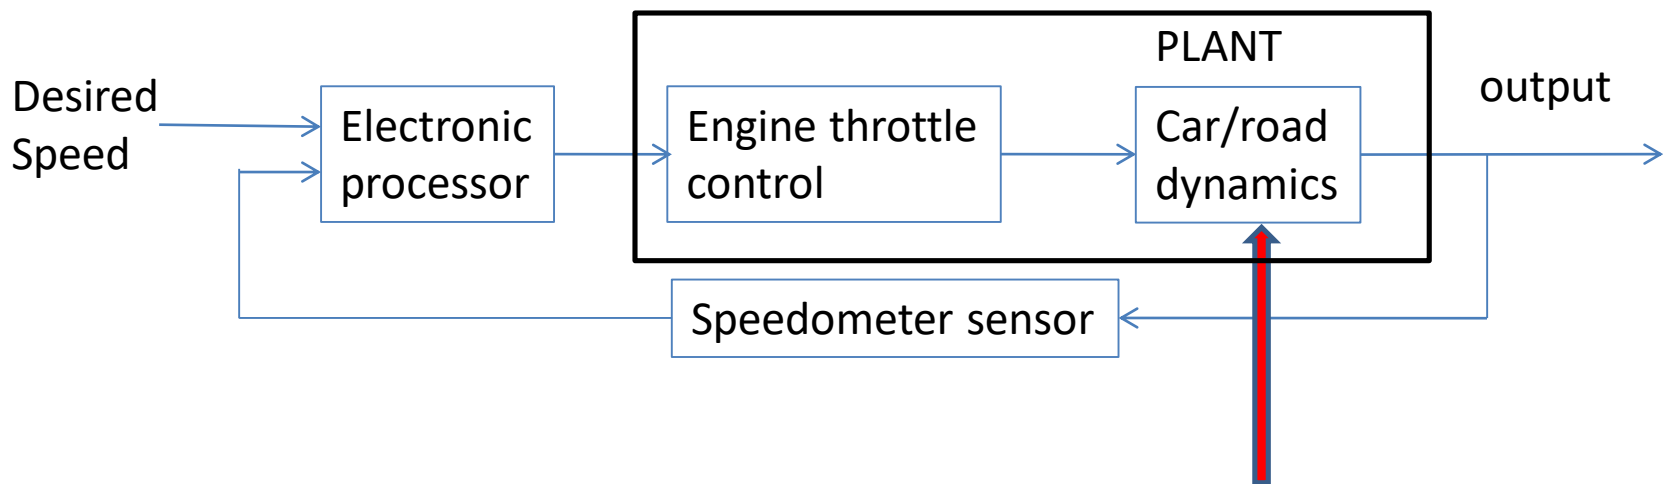 PLANT
Desired
Speed
Electronic
processor
Engine throttle
control
Car/road
dynamics
output
Speedometer sensor